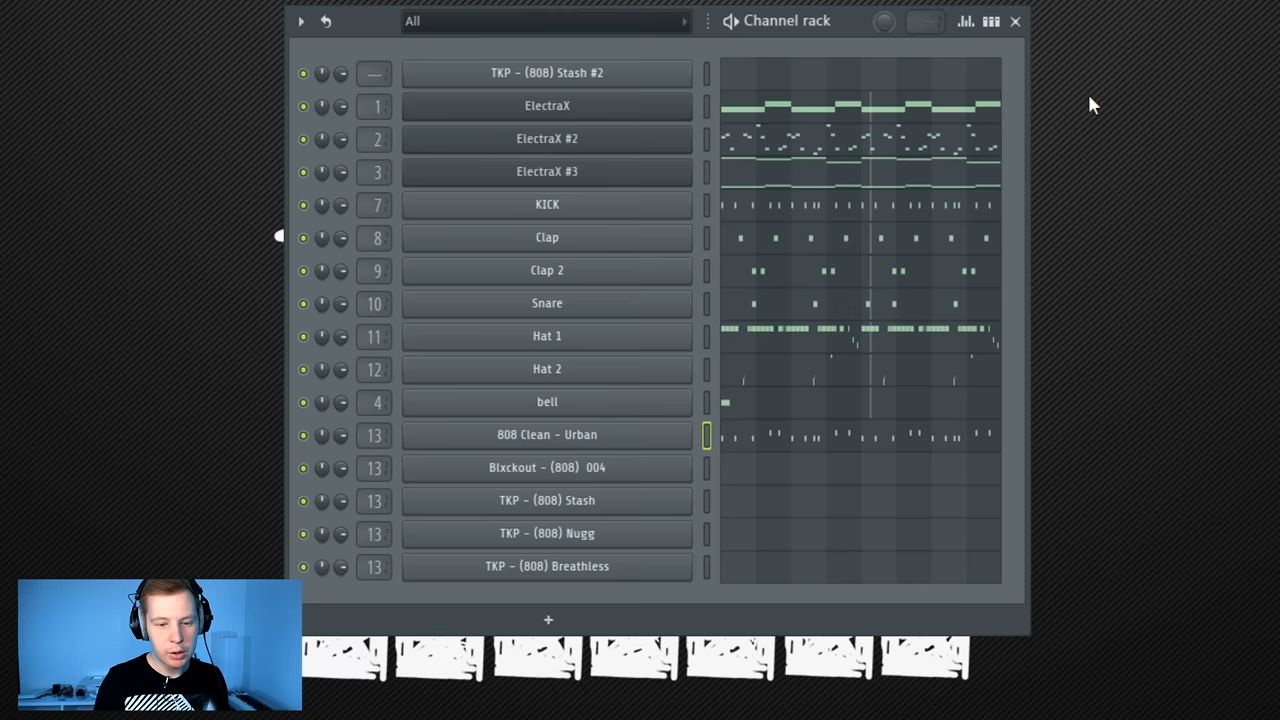 All
Channel rack
--- TKP - (808) Stash #2
1 ElectraX
2 ElectraX #2
3 ElectraX #3
7 KICK
8 Clap
9 Clap 2
10 Snare
11 Hat 1
12 Hat 2
4 bell
13 808 Clean - Urban
13 Blxckout - (808) 004
13 TKP - (808) Stash
13 TKP - (808) Nugg
13 TKP - (808) Breathless
+